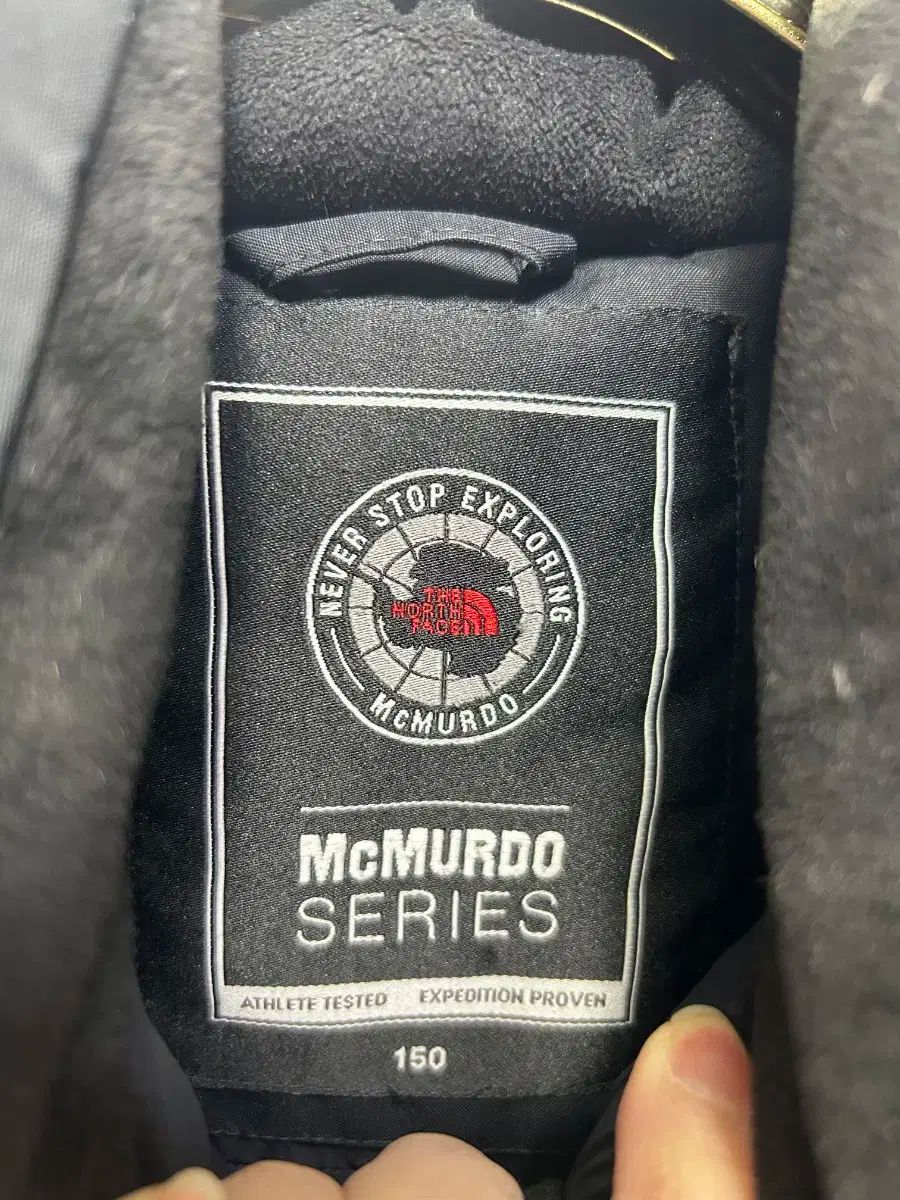 NEVER STOP EXPLORING
THE
NORTH
FACE
McMURDO
McMURDO
SERIES
ATHLETE TESTED EXPEDITION PROVEN
150